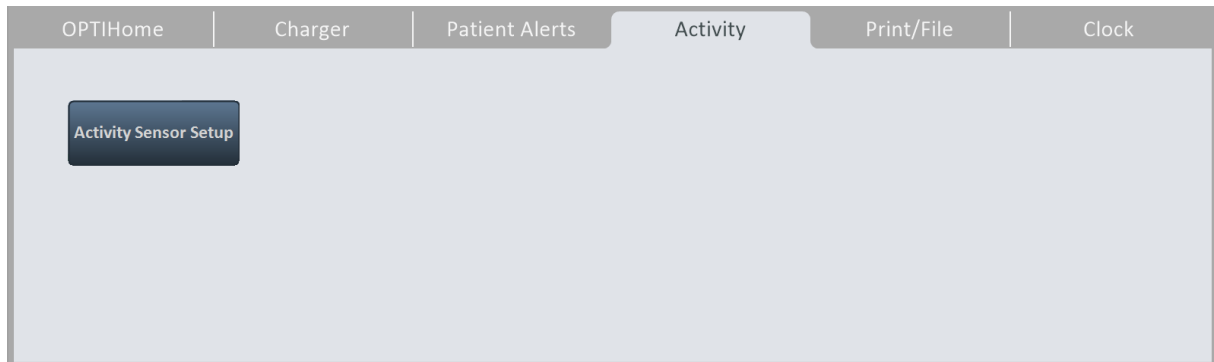 OPTIHome Charger Patient Alerts Activity Print/File Clock
Activity Sensor Setup